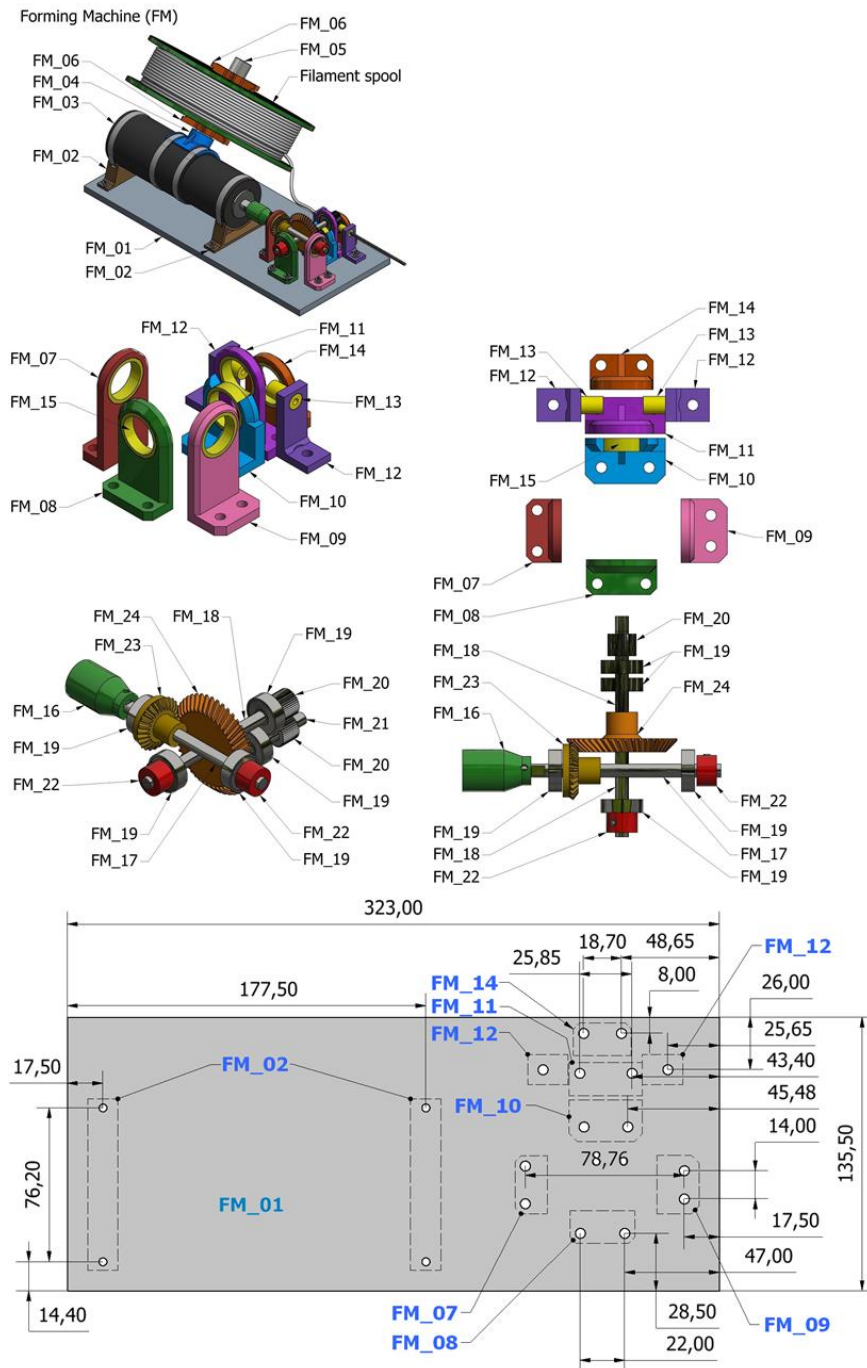 Forming Machine (FM)
FM_06
FM_05
FM_06
Filament spool
FM_04
FM_03
FM_02
FM_01
FM_02
FM_12
FM_11
FM_14
FM_07
FM_15
FM_13
FM_12
FM_08
FM_10
FM_09
FM_14
FM_13
FM_13
FM_12
FM_12
FM_11
FM_15
FM_10
FM_09
FM_07
FM_08
FM_18
FM_24
FM_19
FM_23
FM_20
FM_16
FM_21
FM_19
FM_20
FM_22
FM_19
FM_19
FM_22
FM_17
FM_19
FM_20
FM_18
FM_19
FM_23
FM_24
FM_16
FM_22
FM_19
FM_19
FM_18
FM_17
FM_22
FM_19
323,00
18,70
48,65
FM_12
25,85
8,00
26,00
177,50
FM_14
FM_11
25,65
FM_12
17,50
FM_02
43,40
FM_10
45,48
14,00
78,76
135,50
76,20
FM_01
17,50
47,00
14,40
FM_07
28,50
FM_09
FM_08
22,00